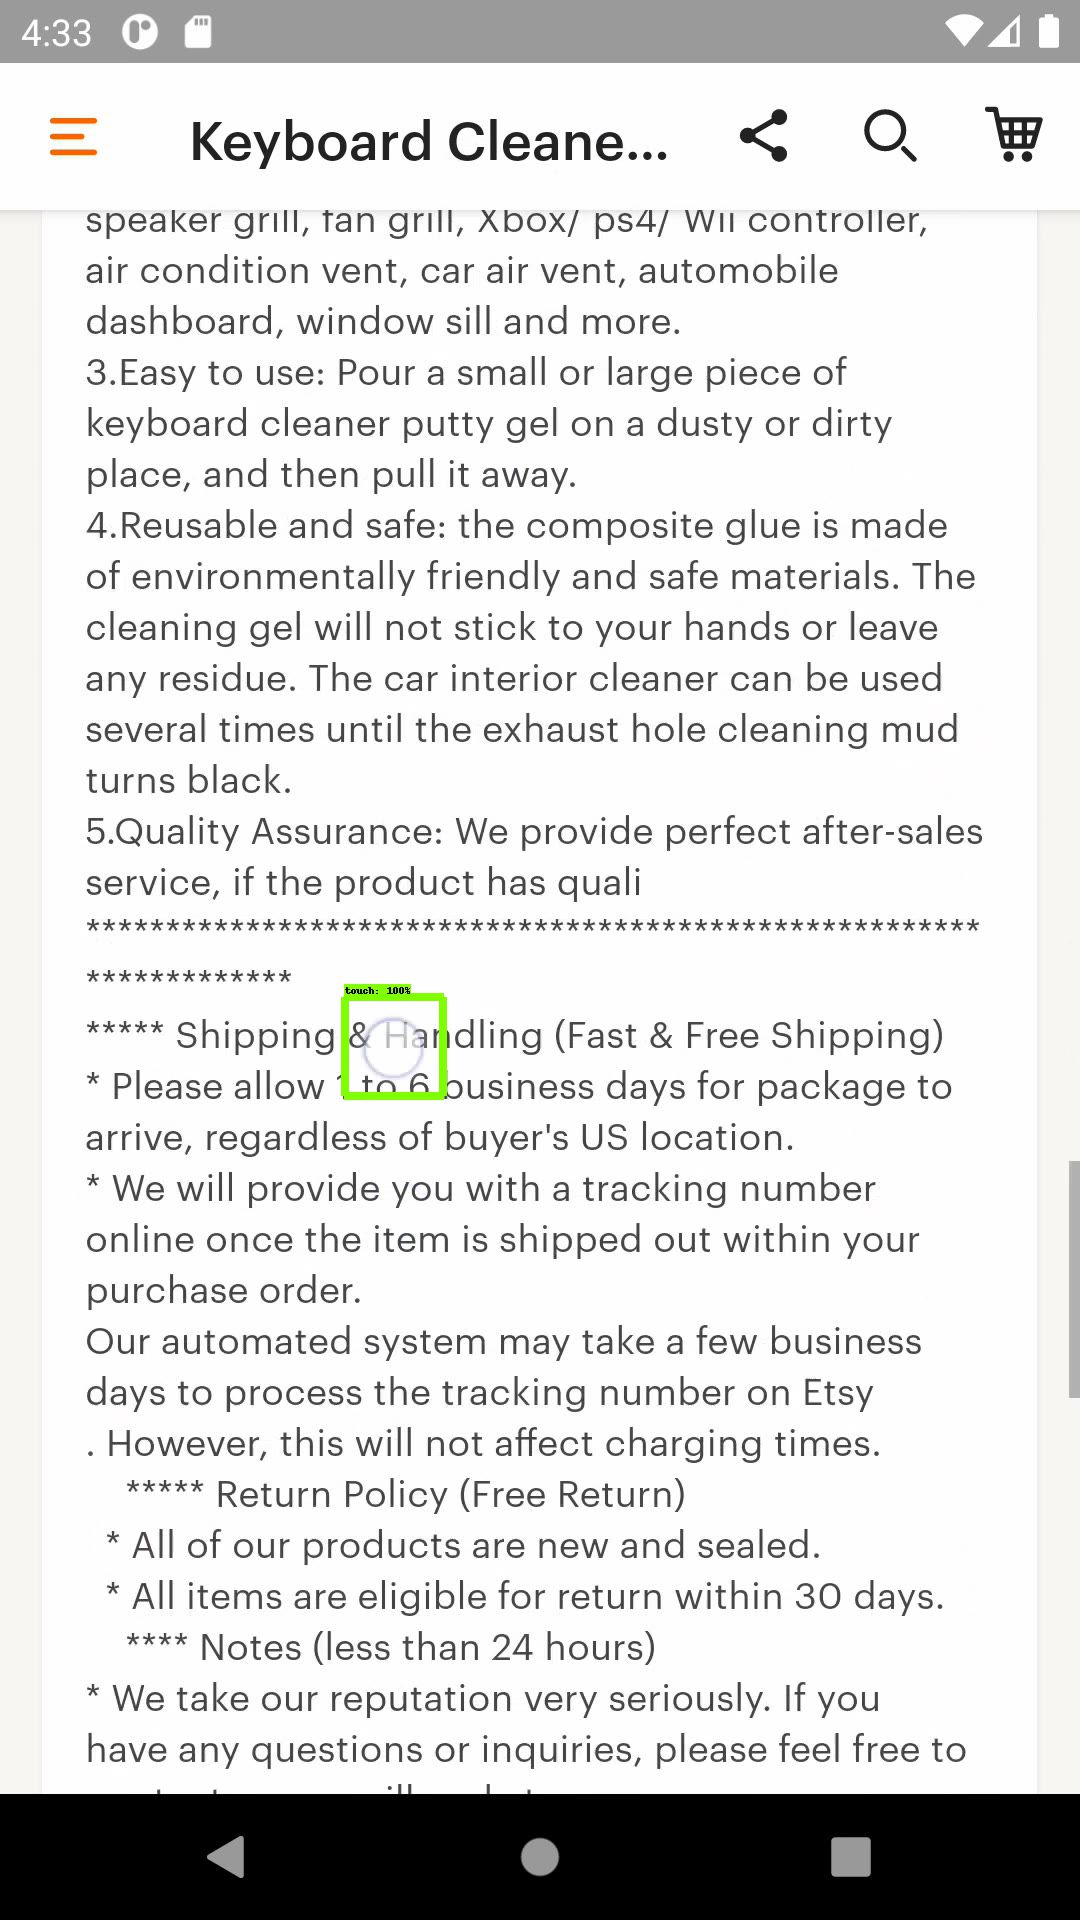 4:33
Keyboard Cleane...
speaker grill, fan grill, Xbox/ ps4/ Wii controller,
air condition vent, car air vent, automobile
dashboard, window sill and more.
3.Easy to use: Pour a small or large piece of
keyboard cleaner putty gel on a dusty or dirty
place, and then pull it away.
4.Reusable and safe: the composite glue is made
of environmentally friendly and safe materials. The
cleaning gel will not stick to your hands or leave
any residue. The car interior cleaner can be used
several times until the exhaust hole cleaning mud
turns black.
5.Quality Assurance: We provide perfect after-sales
service, if the product has quali
********************************************************
*************
touch: 100%
***** Shipping & Handling (Fast & Free Shipping)
* Please allow 1 to 6 business days for package to
arrive, regardless of buyer's US location.
* We will provide you with a tracking number
online once the item is shipped out within your
purchase order.
Our automated system may take a few business
days to process the tracking number on Etsy
. However, this will not affect charging times.
***** Return Policy (Free Return)
* All of our products are new and sealed.
* All items are eligible for return within 30 days.
**** Notes (less than 24 hours)
* We take our reputation very seriously. If you
have any questions or inquiries, please feel free to